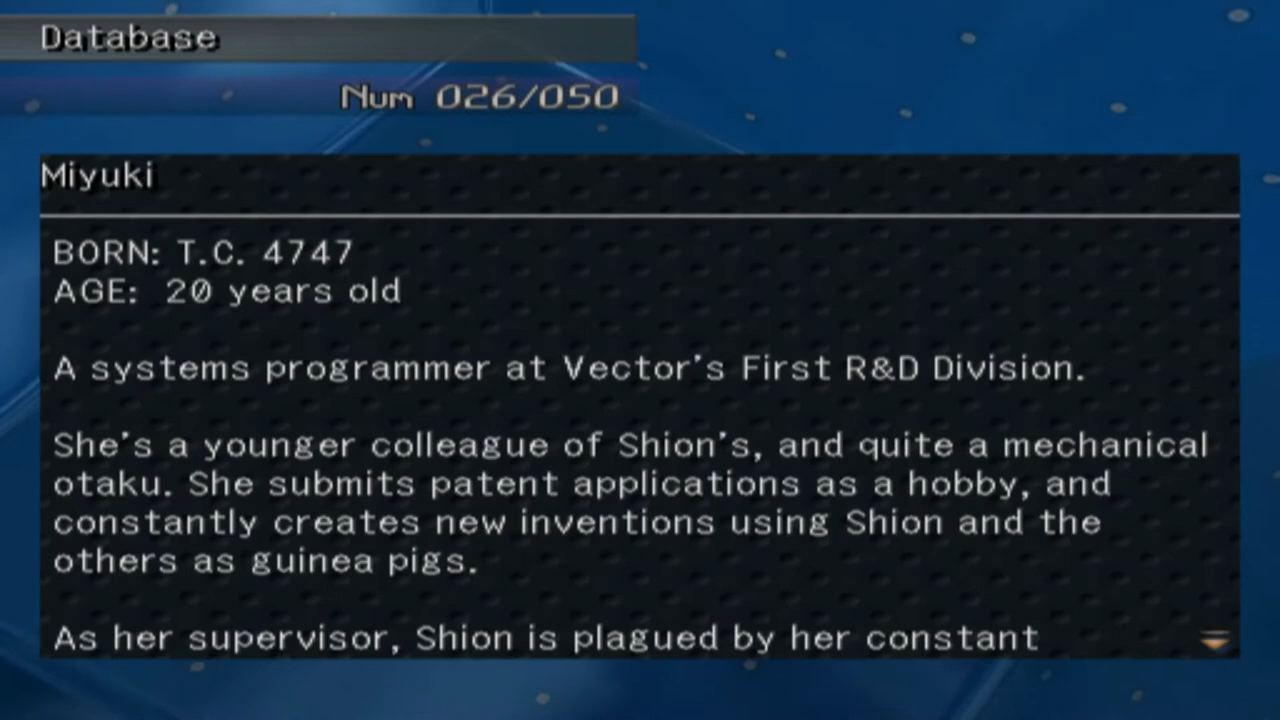 Database
Num 026/050
Miyuki
BORN: T.C. 4747
AGE: 20 years old
A systems programmer at Vector's First R&D Division.
She's a younger colleague of Shion's, and quite a mechanical
otaku. She submits patent applications as a hobby, and
constantly creates new inventions using Shion and the
others as guinea pigs.
As her supervisor, Shion is plagued by her constant